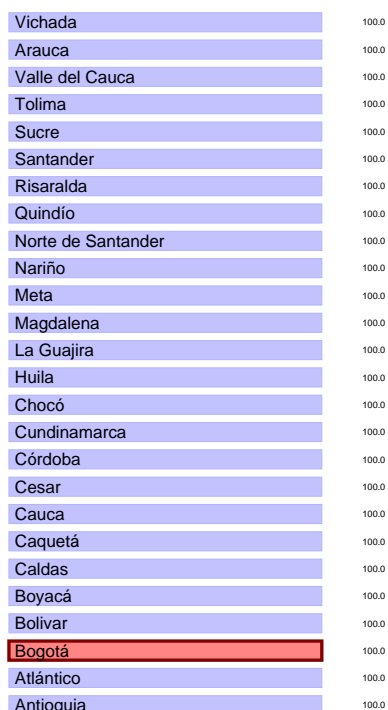 Vichada 100.0
Arauca 100.0
Valle del Cauca 100.0
Tolima 100.0
Sucre 100.0
Santander 100.0
Risaralda 100.0
Quindío 100.0
Norte de Santander 100.0
Nariño 100.0
Meta 100.0
Magdalena 100.0
La Guajira 100.0
Huila 100.0
Chocó 100.0
Cundinamarca 100.0
Córdoba 100.0
Cesar 100.0
Cauca 100.0
Caquetá 100.0
Caldas 100.0
Boyacá 100.0
Bolivar 100.0
Bogotá 100.0
Atlántico 100.0
Antioquia 100.0